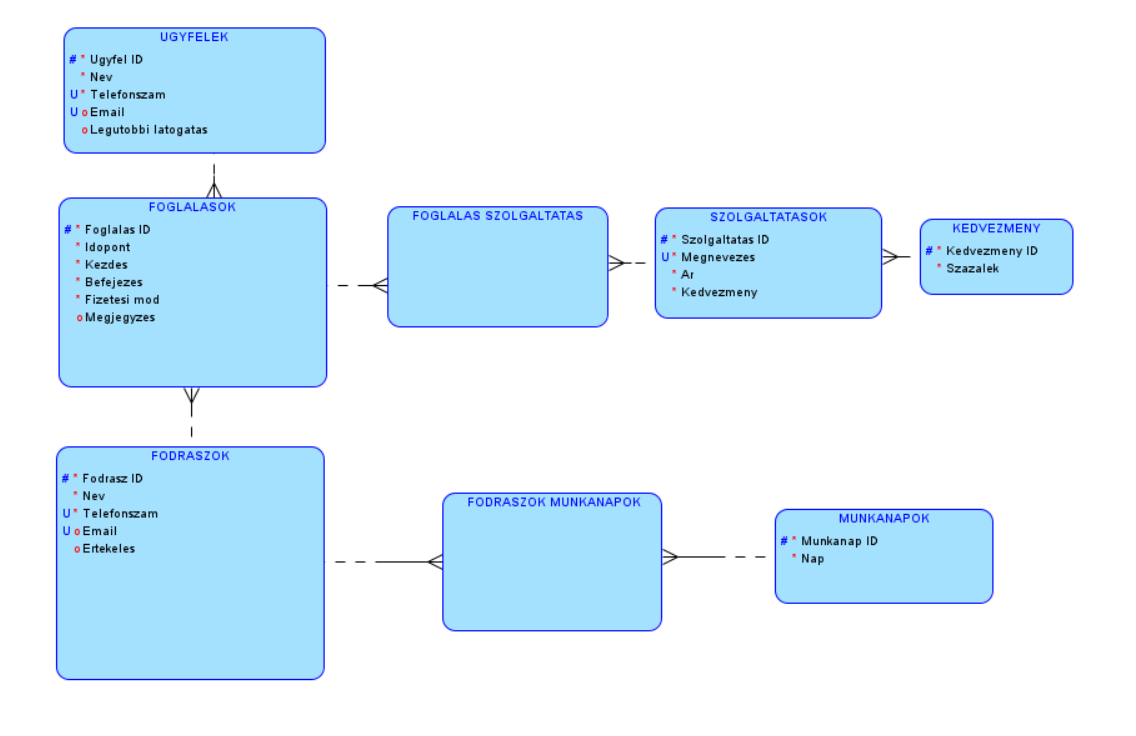 UGYFELEK
# * Ugyfel ID
* Nev
U * Telefonszam
U o Email
o Legutobbi latogatas
FOGLALASOK
# * Foglalas ID
* Idopont
* Kezdes
* Befejezes
* Fizetesi mod
o Megjegyzes
FOGLALAS SZOLGALTATAS
SZOLGALTATASOK
# * Szolgaltatas ID
U * Megnevezes
* Ar
* Kedvezmeny
KEDVEZMENY
# * Kedvezmeny ID
* Szazalek
FODRASZOK
# * Fodrasz ID
* Nev
U * Telefonszam
U o Email
o Ertekeles
FODRASZOK MUNKANAPOK
MUNKANAPOK
# * Munkanap ID
* Nap